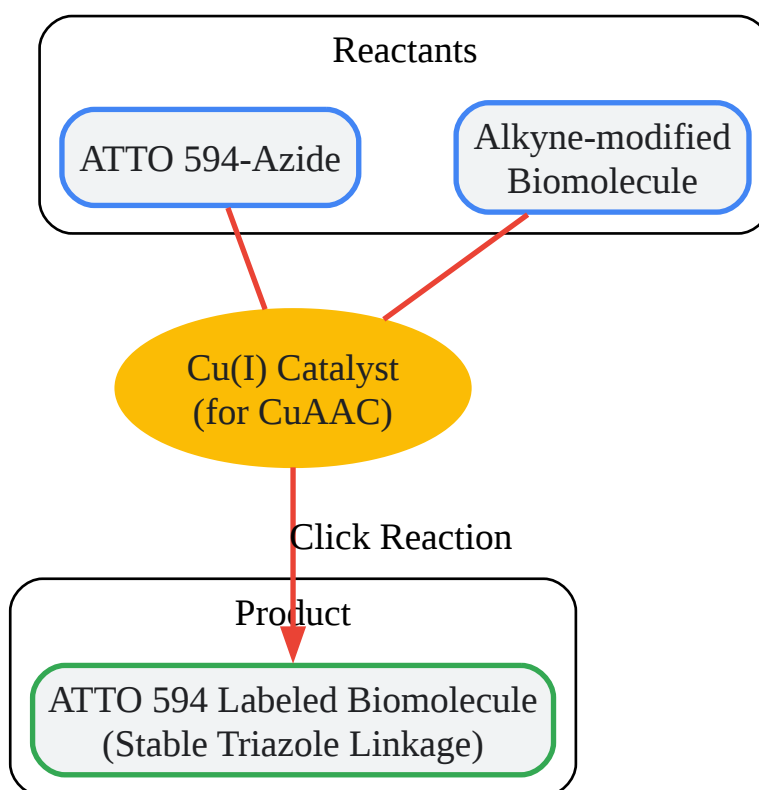 Reactants
ATTO 594-Azide
Alkyne-modified
Biomolecule
Cu(I) Catalyst
(for CuAAC)
Click Reaction
Product
ATTO 594 Labeled Biomolecule
(Stable Triazole Linkage)